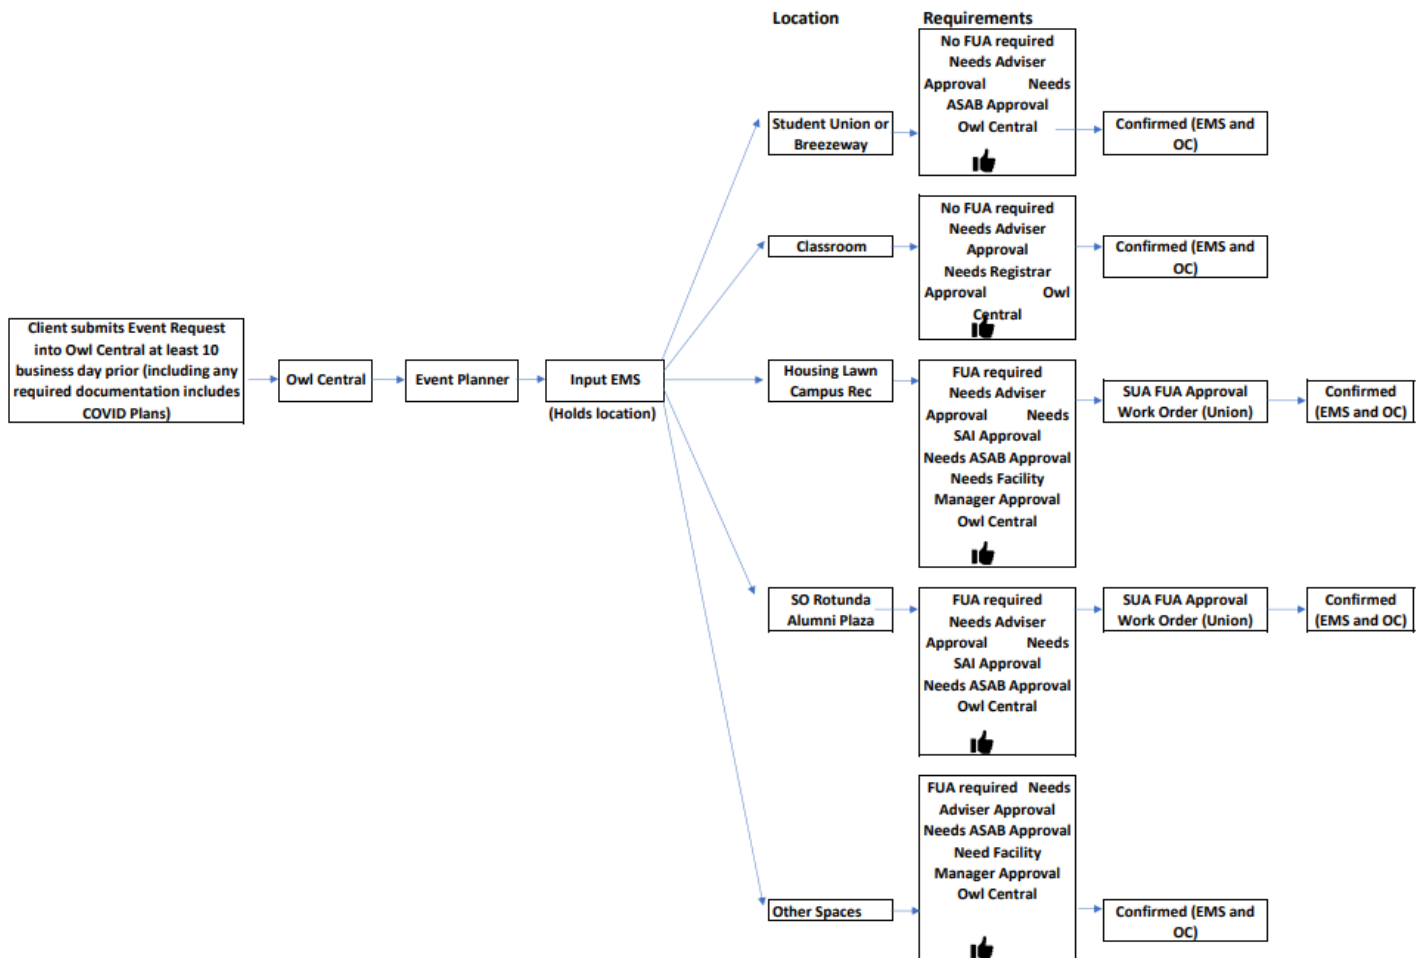 Location
Requirements
Client submits Event Request
into Owl Central at least 10
business day prior (including any
required documentation includes
COVID Plans)
Owl Central
Event Planner
Input EMS
(Holds location)
Student Union or
Breezeway
No FUA required
Needs Adviser
Approval Needs
ASAB Approval
Owl Central
Confirmed (EMS and
OC)
Classroom
No FUA required
Needs Adviser
Approval
Needs Registrar
Approval Owl
Central
Confirmed (EMS and
OC)
Housing Lawn
Campus Rec
FUA required
Needs Adviser
Approval Needs
SAI Approval
Needs ASAB Approval
Needs Facility
Manager Approval
Owl Central
SUA FUA Approval
Work Order (Union)
Confirmed
(EMS and OC)
SO Rotunda
Alumni Plaza
FUA required
Needs Adviser
Approval Needs
SAI Approval
Needs ASAB Approval
Owl Central
SUA FUA Approval
Work Order (Union)
Confirmed
(EMS and OC)
Other Spaces
FUA required Needs
Adviser Approval
Needs ASAB Approval
Need Facility
Manager Approval
Owl Central
Confirmed (EMS and
OC)